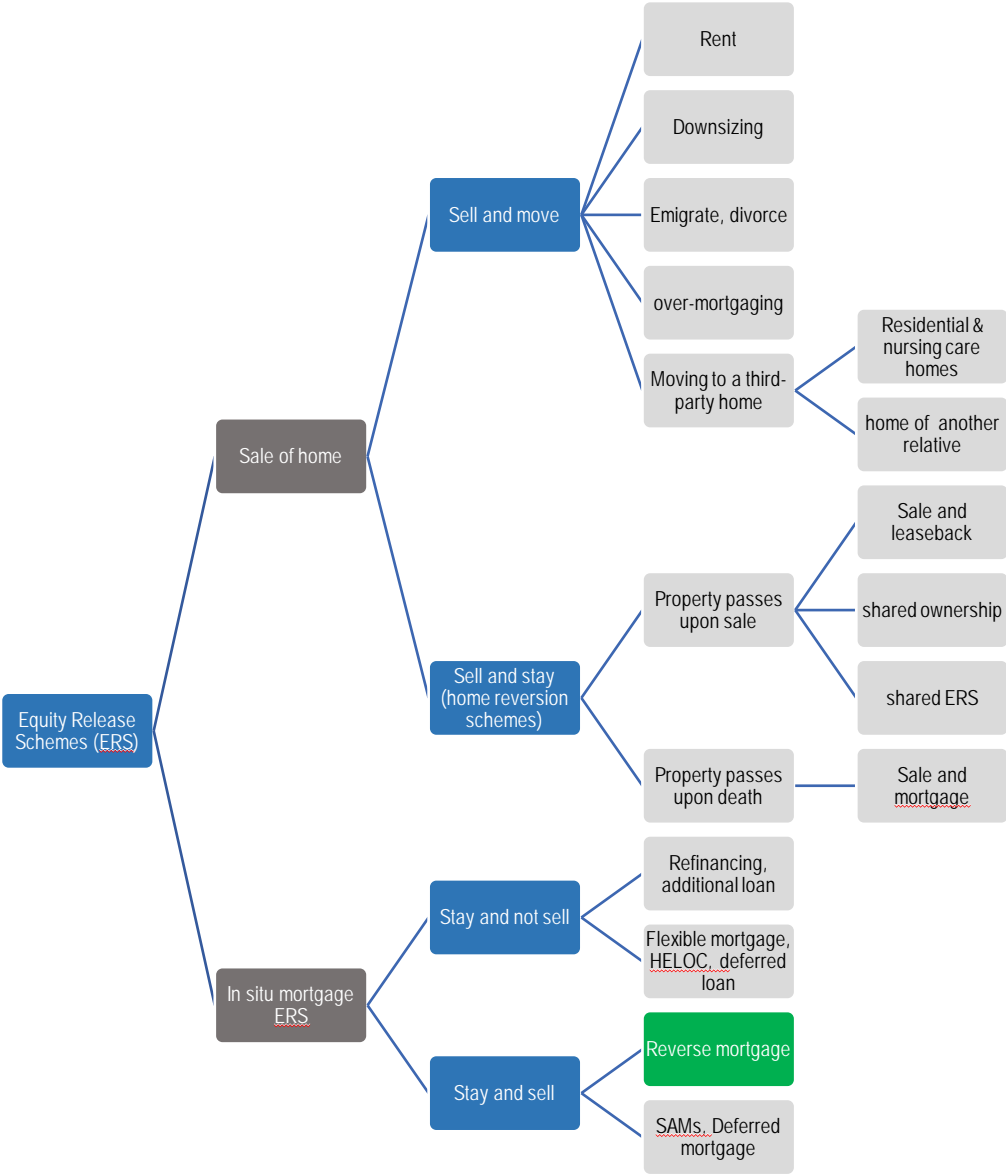 Rent
Downsizing
Sell and move
Emigrate, divorce
over-mortgaging
Residential &
nursing care
homes
Moving to a third-
party home
home of another
relative
Sale of home
Sale and
leaseback
Property passes
upon sale
shared ownership
Sell and stay
(home reversion
schemes)
shared ERS
Equity Release
Schemes (ERS)
Property passes
upon death
Sale and
mortgage
Refinancing,
additional loan
Stay and not sell
Flexible mortgage,
HELOC, deferred
loan
In situ mortgage
ERS
Reverse mortgage
Stay and sell
SAMs, Deferred
mortgage